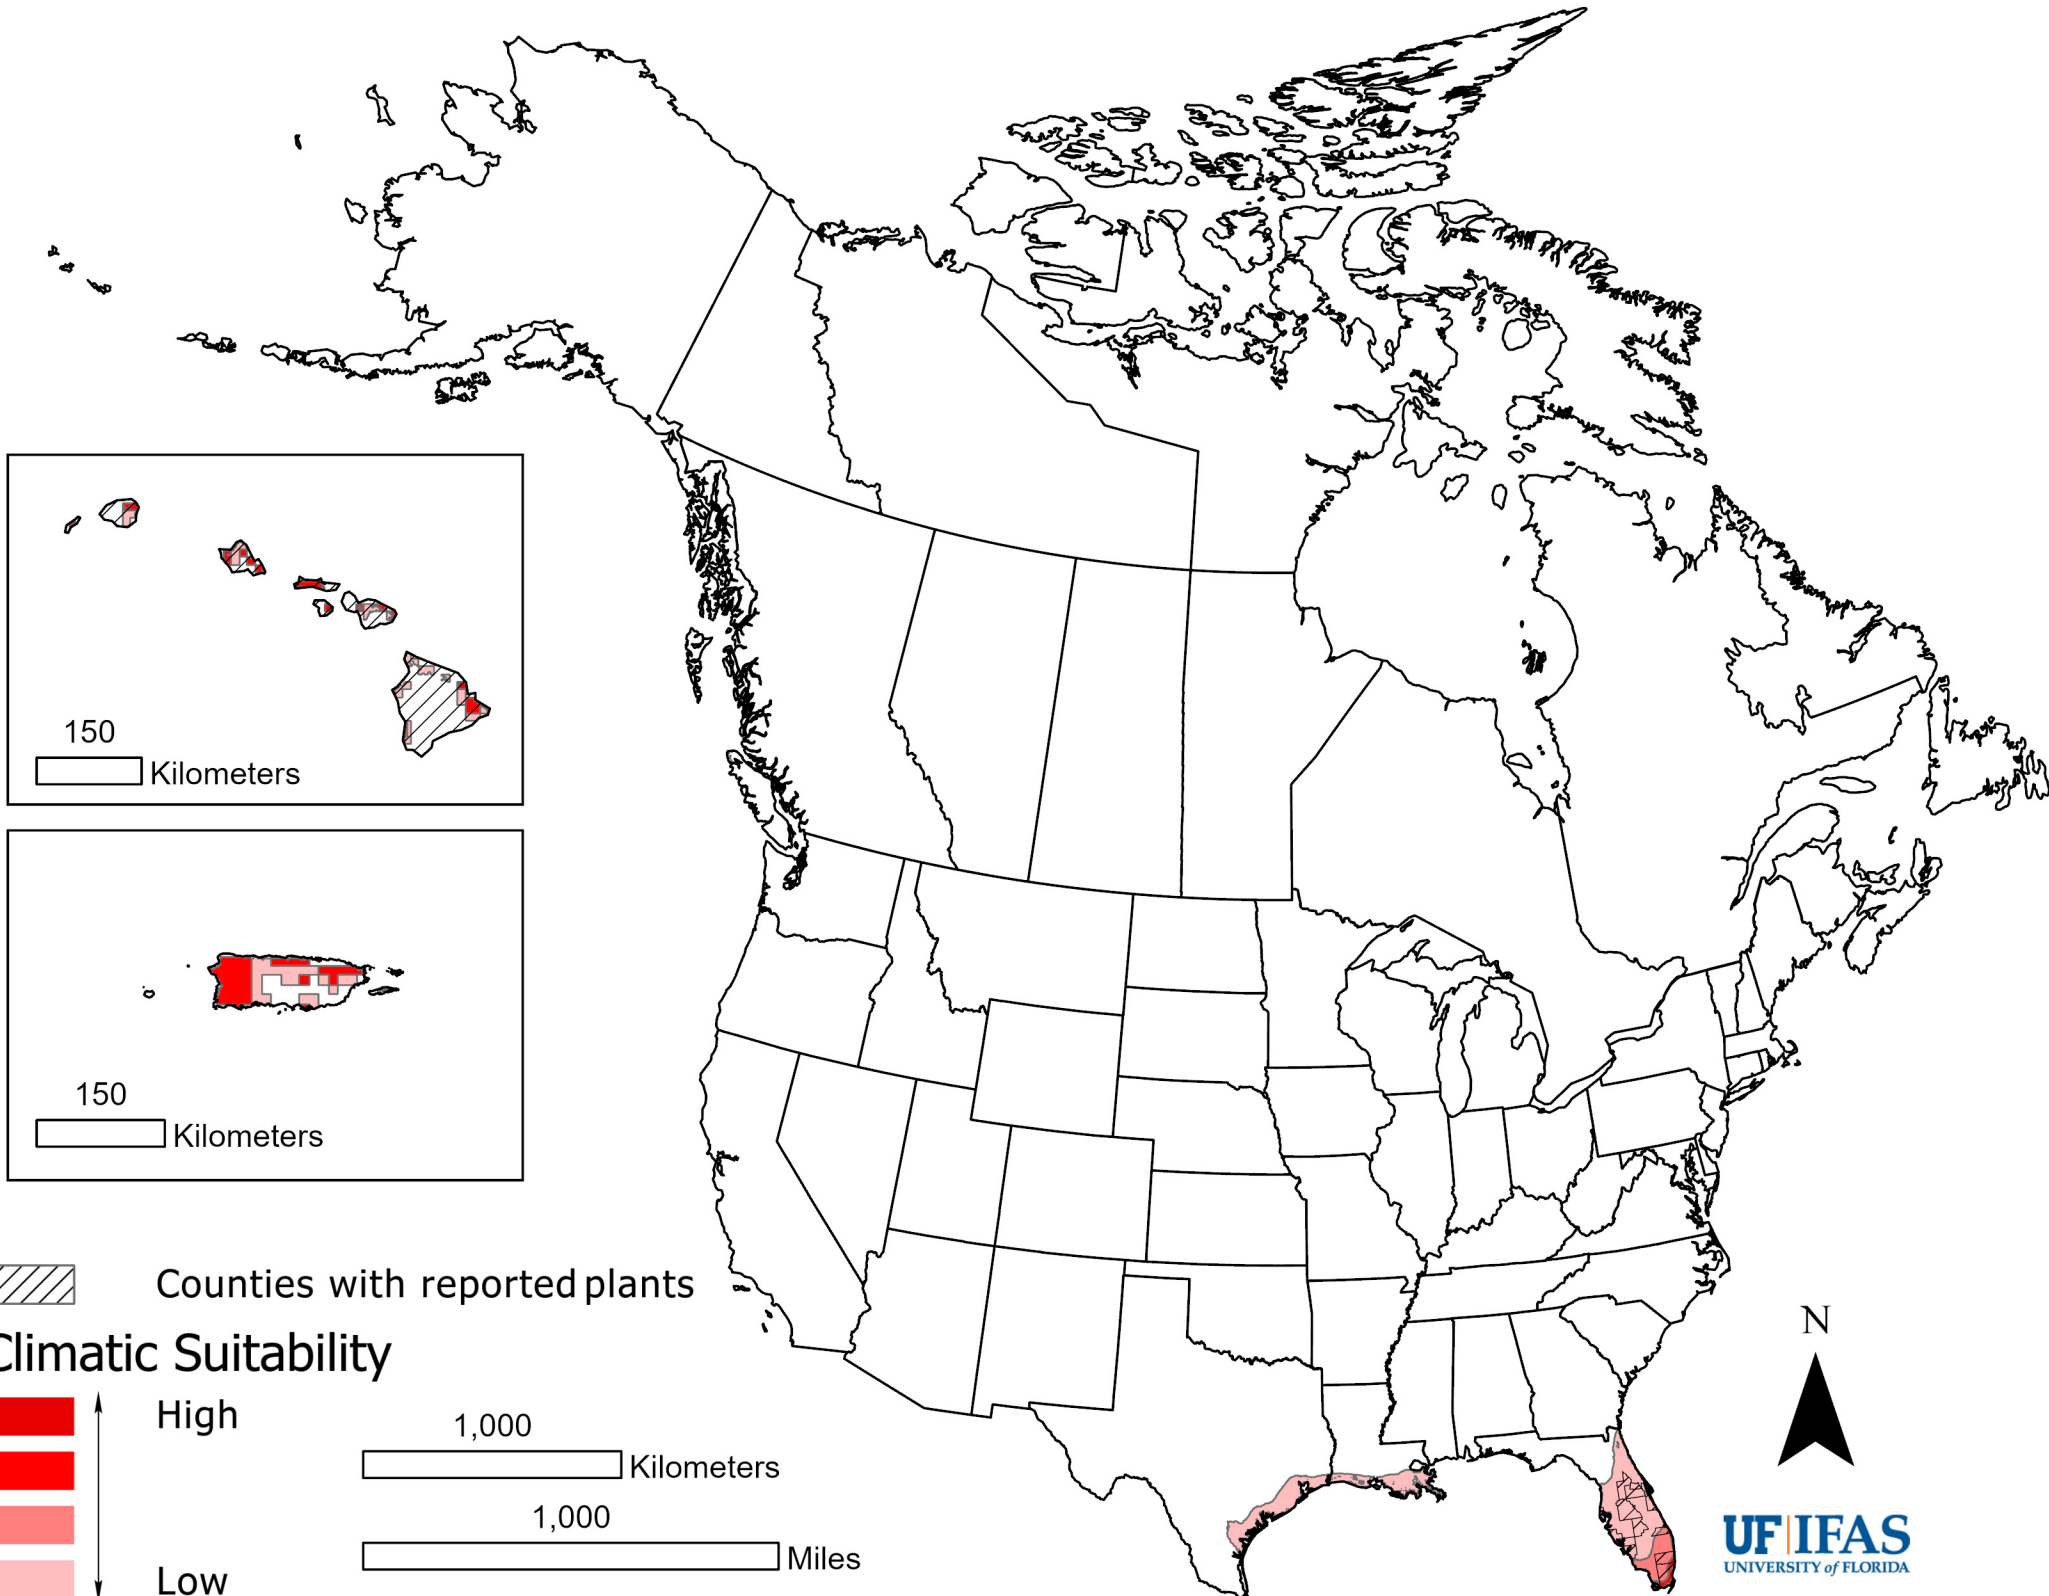 150
Kilometers
150
Kilometers
Counties with reported plants
Climatic Suitability
High
Low
1,000
Kilometers
1,000
Miles
N
UF|IFAS
UNIVERSITY of FLORIDA